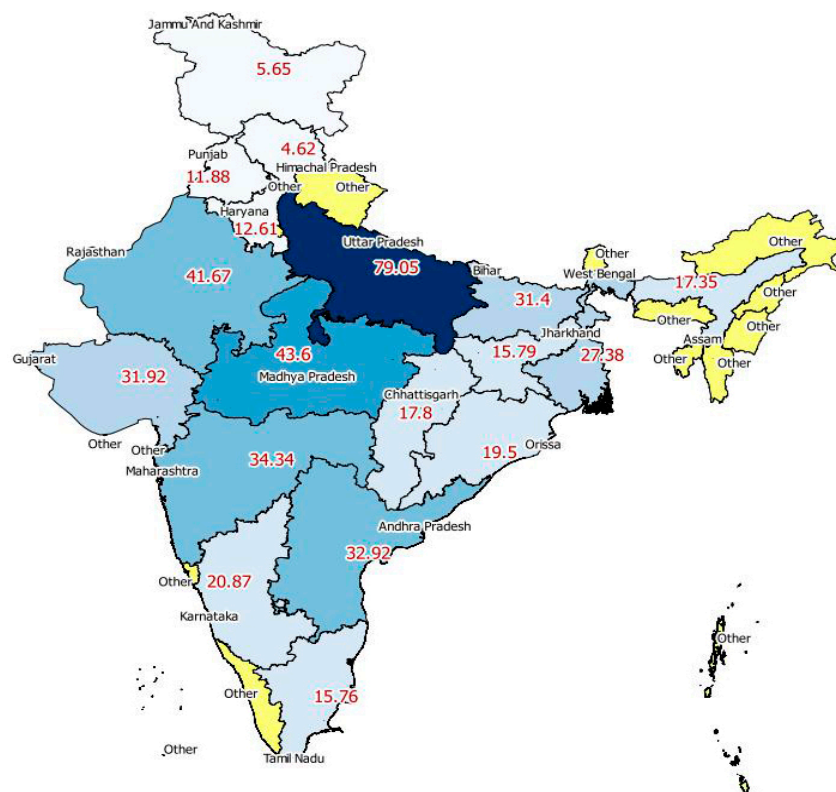 Jammu And Kashmir
5.65
4.62
Punjab
Himachal Pradesh
11.88
Other
Other
Haryana
12.61
Uttar Pradesh
Other
Rajasthan
Other
79.05
Bihar
West Bengal
41.67
17.35
31.4
Other
Jharkhand
Other
Assam
43.6
15.79
27.38
Gujarat
Other
Other
31.92
Madhya Pradesh
Chhattisgarh
17.8
Other
Other
Orissa
Maharashtra
34.34
19.5
Andhra Pradesh
32.92
Other
20.87
Karnataka
Other
Other
15.76
Other
Tamil Nadu